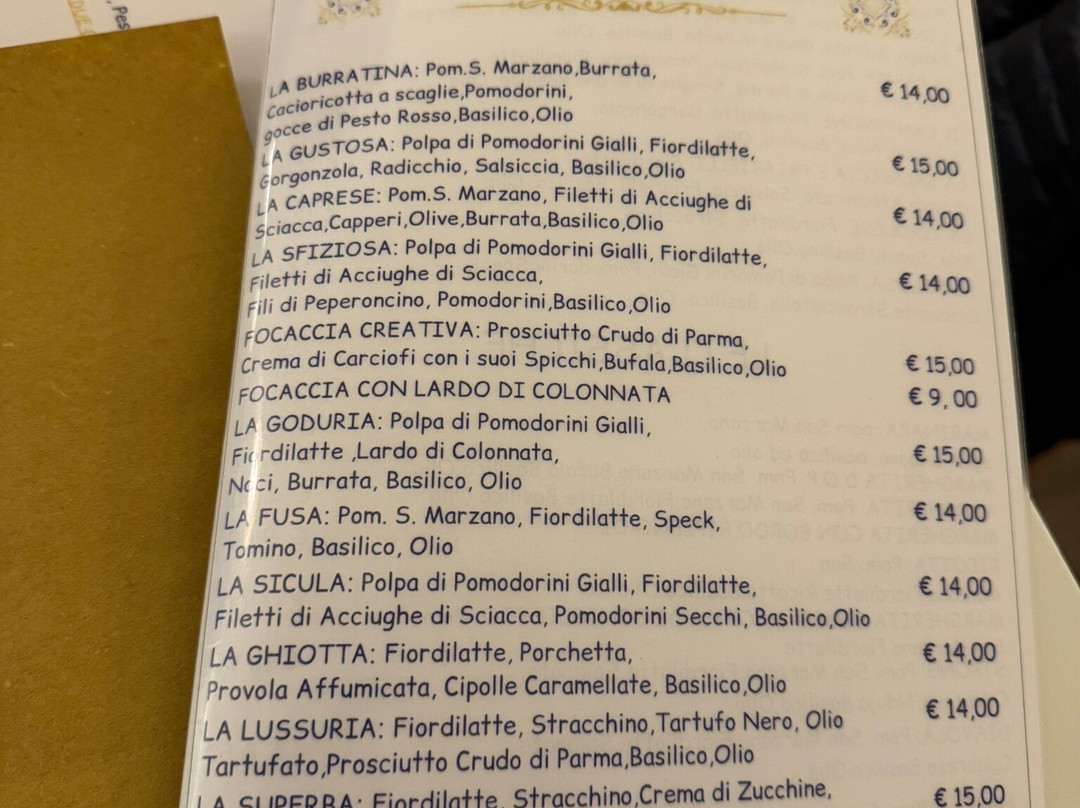 , Pes
DUE
LA BURRATINA: Pom.S. Marzano,Burrata,
Cacioricotta a scaglie,Pomodorini,
€ 14,00
gocce di Pesto Rosso,Basilico,Olio
LA GUSTOSA: Polpa di Pomodorini Gialli, Fiordilatte,
Gorgonzola, Radicchio, Salsiccia, Basilico,Olio
€ 15,00
LA CAPRESE: Pom.S. Marzano, Filetti di Acciughe di
Sciacca,Capperi,Olive,Burrata,Basilico,Olio
€ 14,00
LA SFIZIOSA: Polpa di Pomodorini Gialli, Fiordilatte,
Filetti di Acciughe di Sciacca,
€ 14,00
Fili di Peperoncino, Pomodorini,Basilico,Olio
FOCACCIA CREATIVA: Prosciutto Crudo di Parma,
Crema di Carciofi con i suoi Spicchi,Bufala,Basilico,Olio
€ 15,00
FOCACCIA CON LARDO DI COLONNATA
€ 9,00
LA GODURIA: Polpa di Pomodorini Gialli,
Fiordilatte ,Lardo di Colonnata,
€ 15,00
Noci, Burrata, Basilico, Olio
LA FUSA: Pom. S. Marzano, Fiordilatte, Speck,
€ 14,00
Tomino, Basilico, Olio
LA SICULA: Polpa di Pomodorini Gialli, Fiordilatte,
€ 14,00
Filetti di Acciughe di Sciacca, Pomodorini Secchi, Basilico,Olio
LA GHIOTTA: Fiordilatte, Porchetta,
€ 14,00
Provola Affumicata, Cipolle Caramellate, Basilico,Olio
LA LUSSURIA: Fiordilatte, Stracchino,Tartufo Nero, Olio
€ 14,00
Tartufato,Prosciutto Crudo di Parma,Basilico,Olio
LA SUPERBA: Fiordilatte, Stracchino,Crema di Zucchine,
€ 15,00